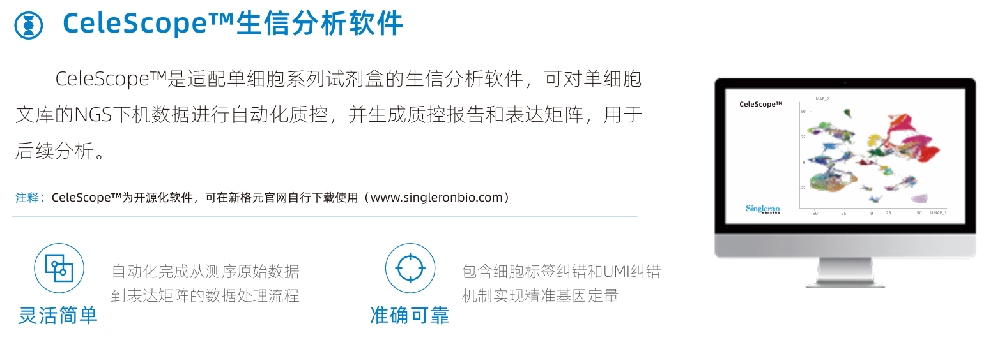 CeleScope™生信分析软件
CeleScope™是适配单细胞系列试剂盒的生信分析软件，可对单细胞
文库的NGS下机数据进行自动化质控，并生成质控报告和表达矩阵，用于
后续分析。
注释：CeleScope™为开源化软件，可在新格元官网自行下载使用（www.singleronbio.com）
自动化完成从测序原始数据
到表达矩阵的数据处理流程
灵活简单
包含细胞标签纠错和UMI纠错
机制实现精准基因定量
准确可靠
CeleScope™
UMAP_2
50
25
0
-25
-50 -25 0 25 50 UMAP_1
Singleron